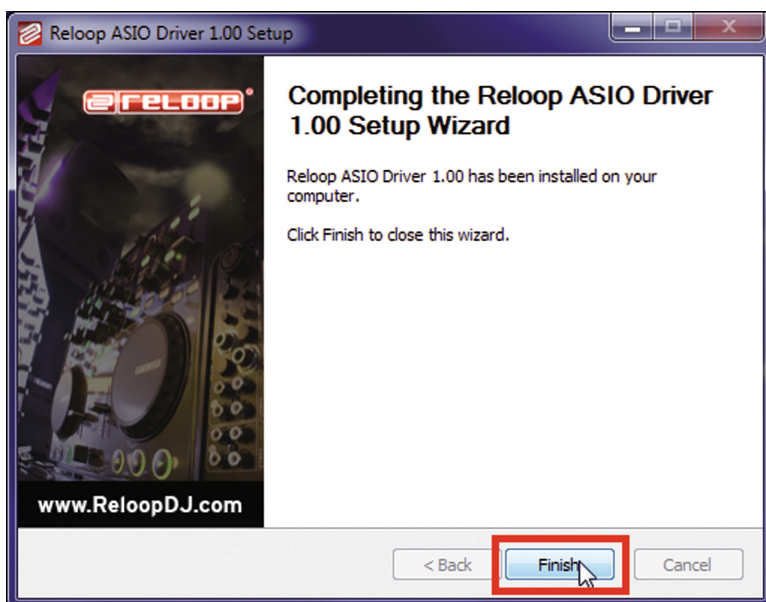 Reloop ASIO Driver 1.00 Setup
reloop®
Completing the Reloop ASIO Driver
1.00 Setup Wizard
Reloop ASIO Driver 1.00 has been installed on your
computer.
Click Finish to close this wizard.
www.ReloopDJ.com
< Back Finish Cancel